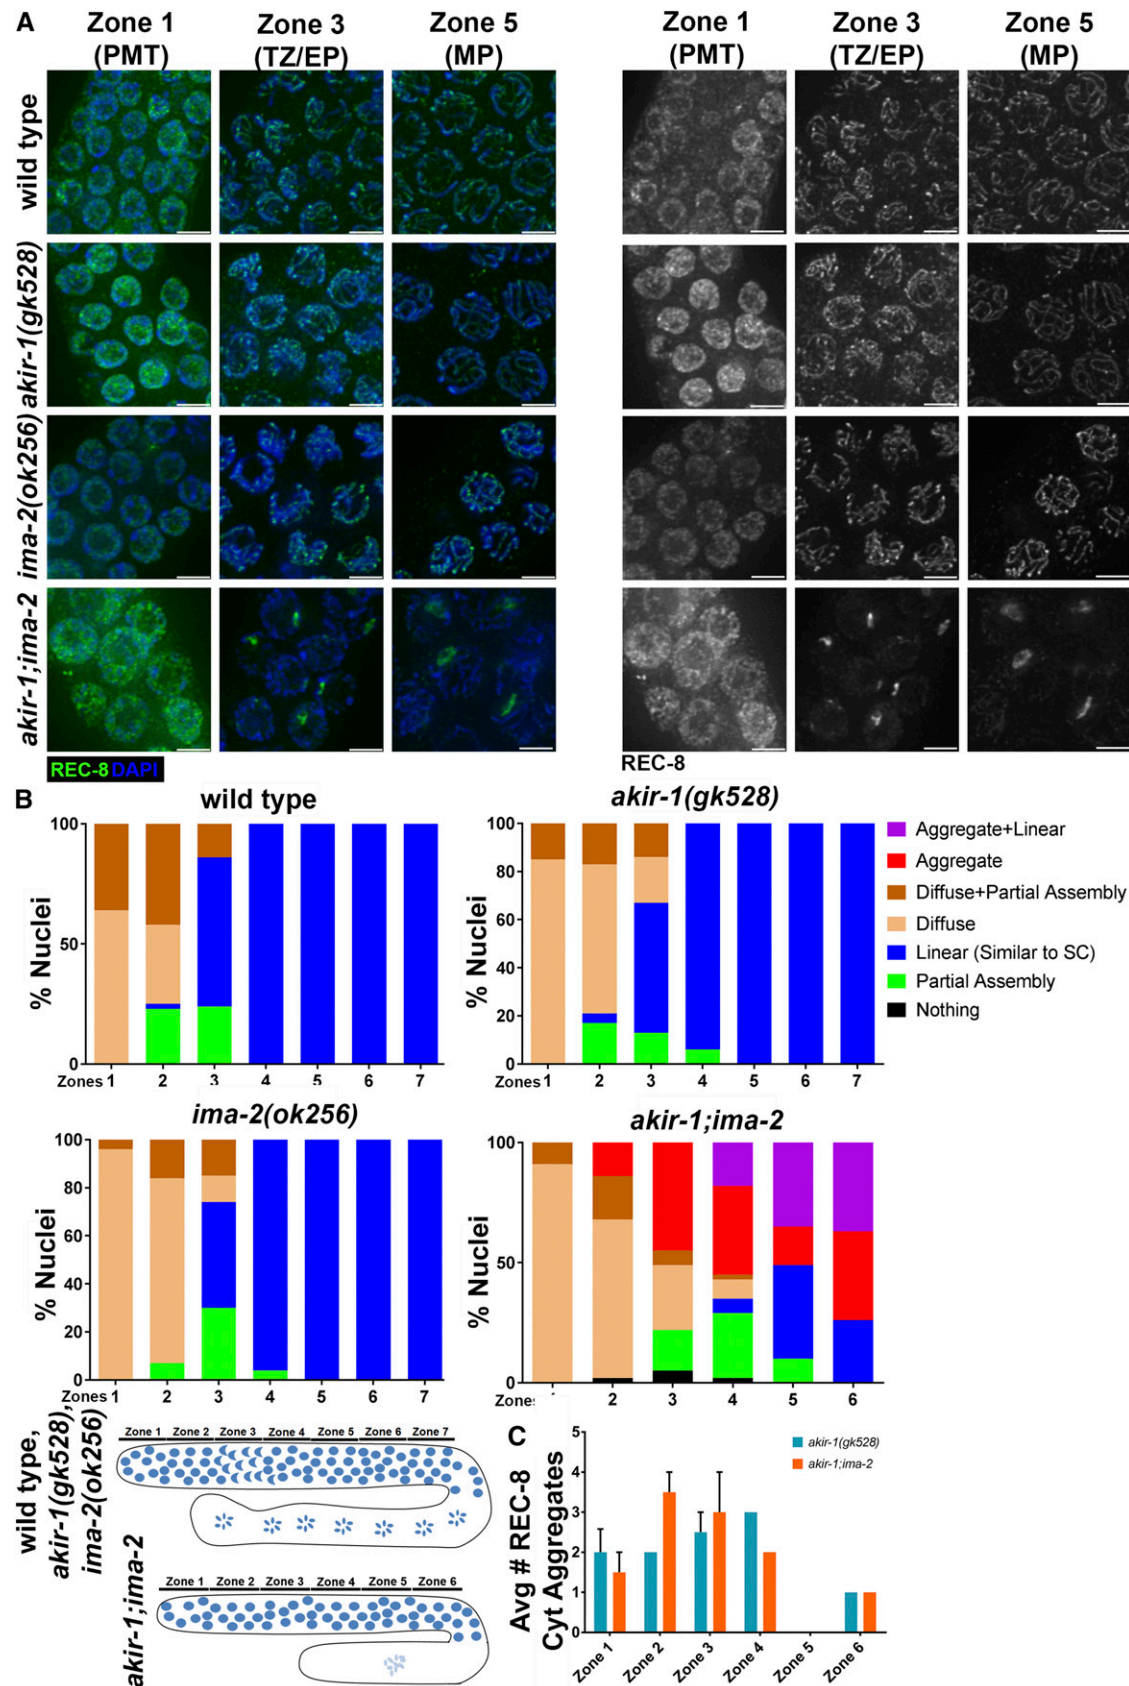 A
Zone 1 (PMT)
Zone 3 (TZ/EP)
Zone 5 (MP)
Zone 1 (PMT)
Zone 3 (TZ/EP)
Zone 5 (MP)
wild type
akir-1(gk528)
ima-2(ok256)
akir-1;ima-2
REC-8 DAPI
REC-8
B
wild type
% Nuclei
100
50
0
Zones 1 2 3 4 5 6 7
akir-1(gk528)
% Nuclei
100
80
60
40
20
0
Zones 1 2 3 4 5 6 7
Aggregate+Linear
Aggregate
Diffuse+Partial Assembly
Diffuse
Linear (Similar to SC)
Partial Assembly
Nothing
ima-2(ok256)
% Nuclei
100
80
60
40
20
0
Zones 1 2 3 4 5 6 7
akir-1;ima-2
% Nuclei
100
50
0
Zones 1 2 3 4 5 6
wild type,
akir-1(gk528),
ima-2(ok256)
Zone 1 Zone 2 Zone 3 Zone 4 Zone 5 Zone 6 Zone 7
akir-1;ima-2
Zone 1 Zone 2 Zone 3 Zone 4 Zone 5 Zone 6
C
Avg # REC-8
Cyt Aggregates
5
4
3
2
1
0
akir-1(gk528)
akir-1;ima-2
Zone 1 Zone 2 Zone 3 Zone 4 Zone 5 Zone 6